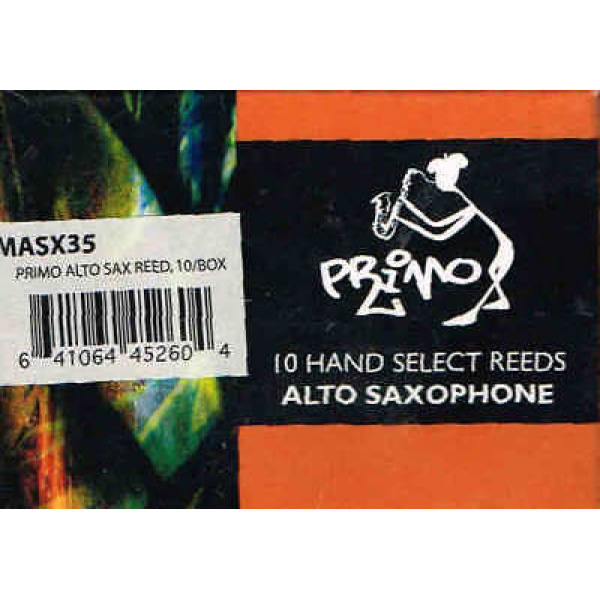 MASX35
PRIMO ALTO SAX REED, 10/BOX
6 41064 45260 4
PRIMO
10 HAND SELECT REEDS
ALTO SAXOPHONE